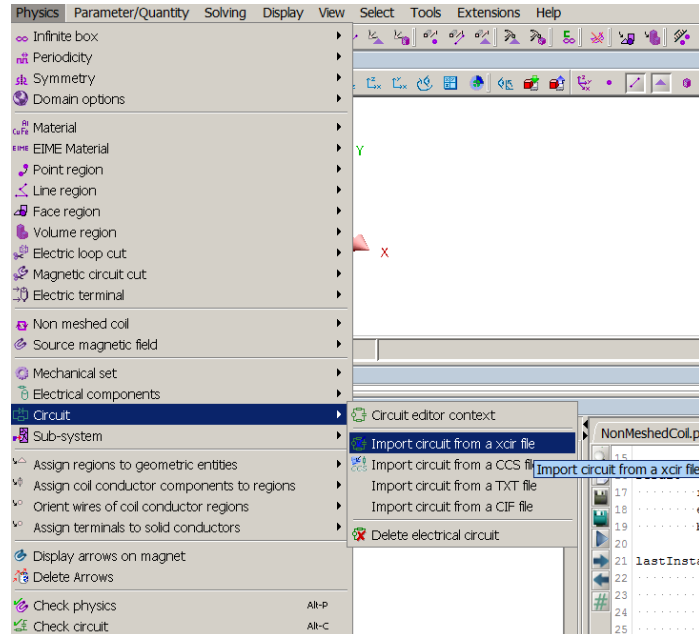 Physics Parameter/Quantity Solving Display View Select Tools Extensions Help
Infinite box
Periodicity
Symmetry
Domain options
Material
EIME Material
Point region
Line region
Face region
Volume region
Electric loop cut
Magnetic circuit cut
Electric terminal
Non meshed coil
Source magnetic field
Mechanical set
Electrical components
Circuit
Sub-system
Assign regions to geometric entities
Assign coil conductor components to regions
Orient wires of coil conductor regions
Assign terminals to solid conductors
Display arrows on magnet
Delete Arrows
Check physics Alt-P
Check circuit Alt-C
Circuit editor context
Import circuit from a xcir file
Import circuit from a CCS file
Import circuit from a TXT file
Import circuit from a CIF file
Delete electrical circuit
Import circuit from a xcir file
Y
X
NonMeshedCoil.p
15
17
18
19
20
21 lastInsta
22
23
24
25